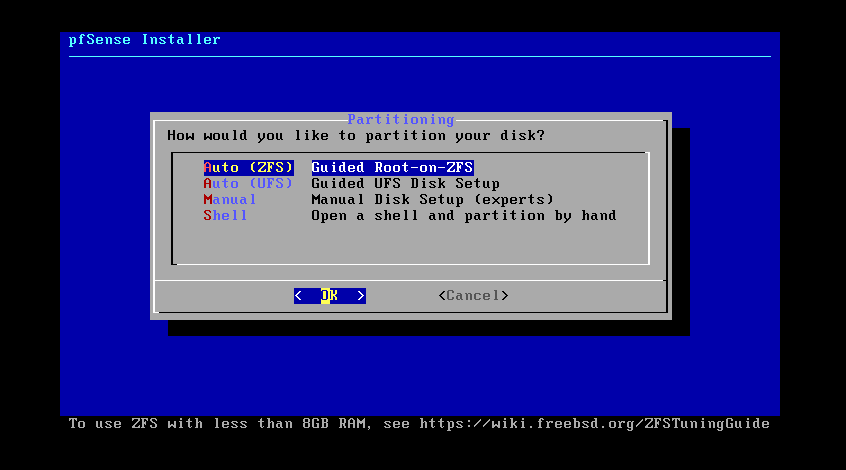 pfSense Installer
Partitioning
How would you like to partition your disk?
Auto (ZFS) Guided Root-on-ZFS
Auto (UFS) Guided UFS Disk Setup
Manual Manual Disk Setup (experts)
Shell Open a shell and partition by hand
< OK > <Cancel>
To use ZFS with less than 8GB RAM, see https://wiki.freebsd.org/ZFSTuningGuide